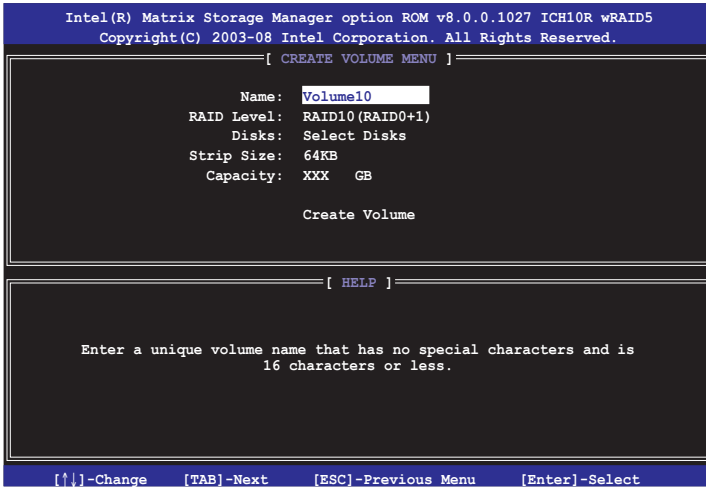 Intel(R) Matrix Storage Manager option ROM v8.0.0.1027 ICH10R wRAID5
Copyright(C) 2003-08 Intel Corporation. All Rights Reserved.
[ CREATE VOLUME MENU ]
Name: Volume10
RAID Level: RAID10(RAID0+1)
Disks: Select Disks
Strip Size: 64KB
Capacity: XXX GB
Create Volume
[ HELP ]
Enter a unique volume name that has no special characters and is
16 characters or less.
[↑↓]-Change [TAB]-Next [ESC]-Previous Menu [Enter]-Select